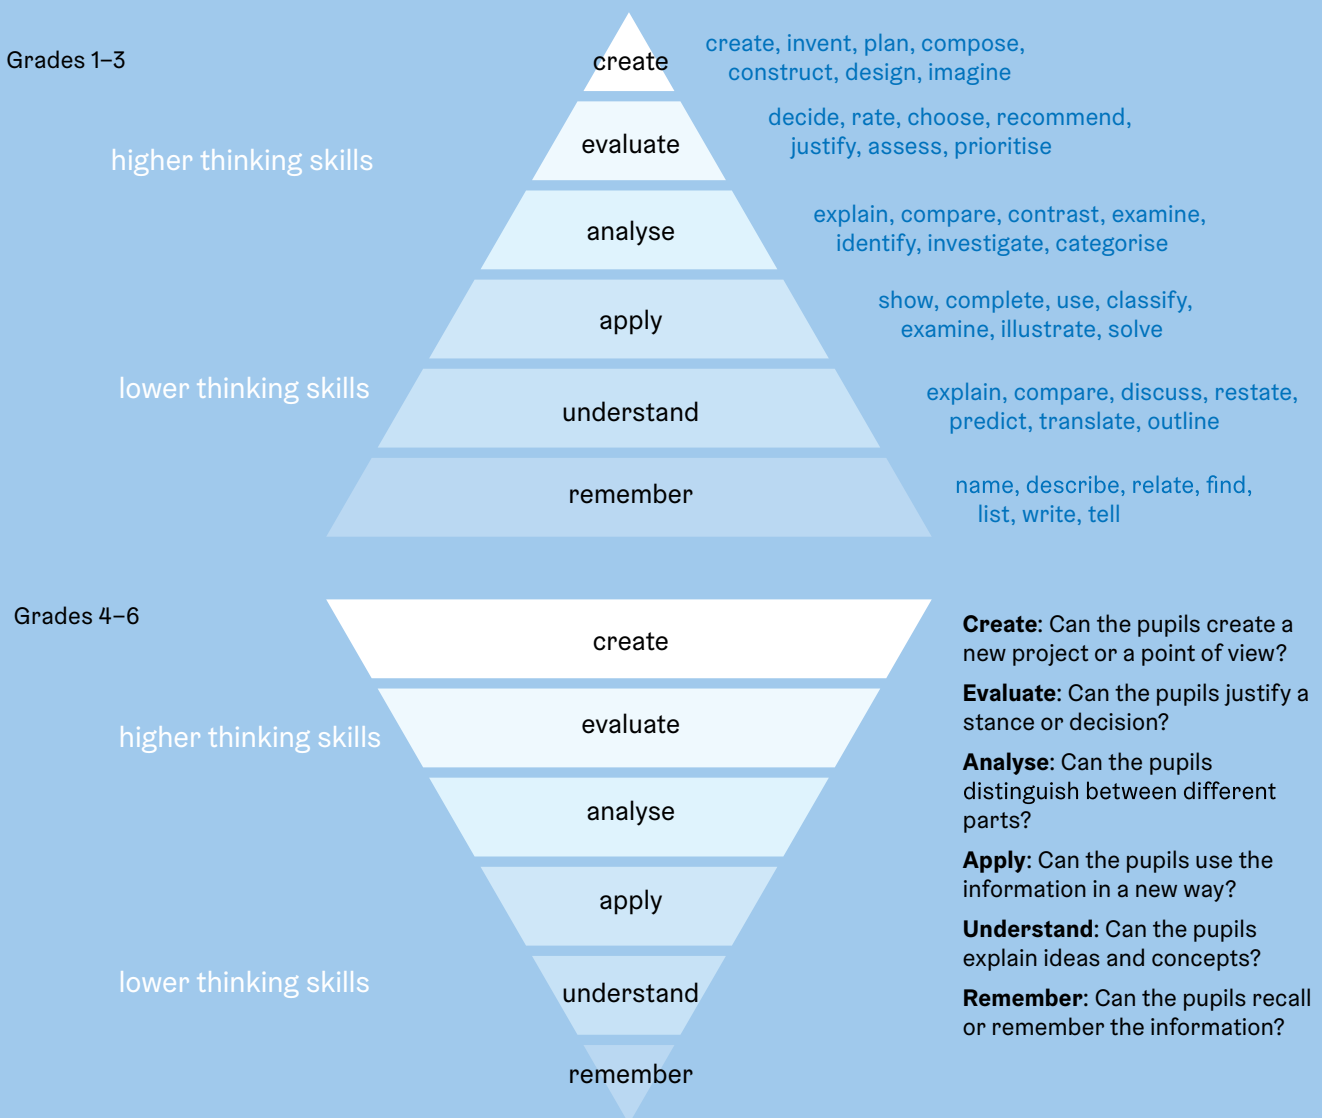 Grades 1–3
create
create, invent, plan, compose,
construct, design, imagine
higher thinking skills
evaluate
decide, rate, choose, recommend,
justify, assess, prioritise
analyse
explain, compare, contrast, examine,
identify, investigate, categorise
lower thinking skills
apply
show, complete, use, classify,
examine, illustrate, solve
understand
explain, compare, discuss, restate,
predict, translate, outline
remember
name, describe, relate, find,
list, write, tell
Grades 4–6
higher thinking skills
lower thinking skills
create
evaluate
analyse
apply
understand
remember
Create: Can the pupils create a
new project or a point of view?
Evaluate: Can the pupils justify a
stance or decision?
Analyse: Can the pupils
distinguish between different
parts?
Apply: Can the pupils use the
information in a new way?
Understand: Can the pupils
explain ideas and concepts?
Remember: Can the pupils recall
or remember the information?